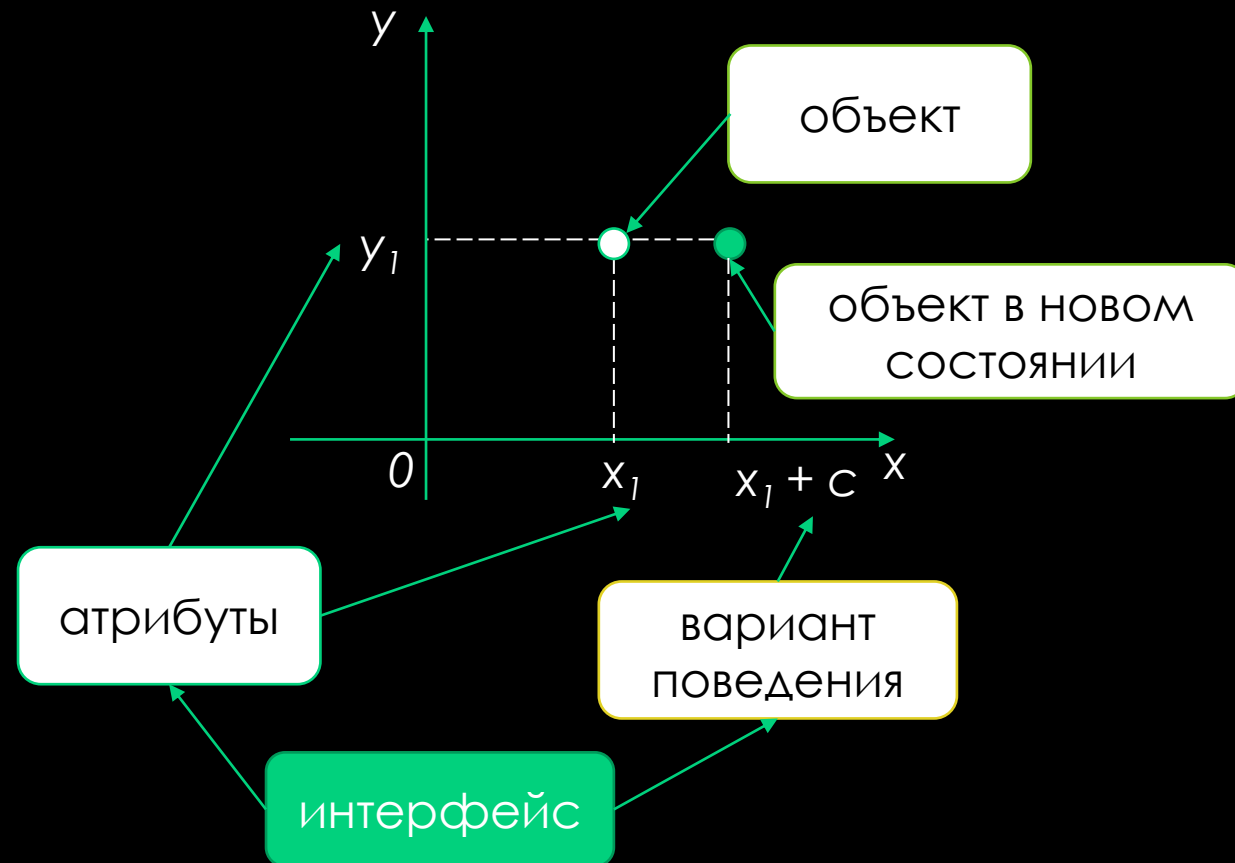 y
объект
y₁
объект в новом
состоянии
0
x₁
x₁ + c
x
атрибуты
вариант
поведения
интерфейс